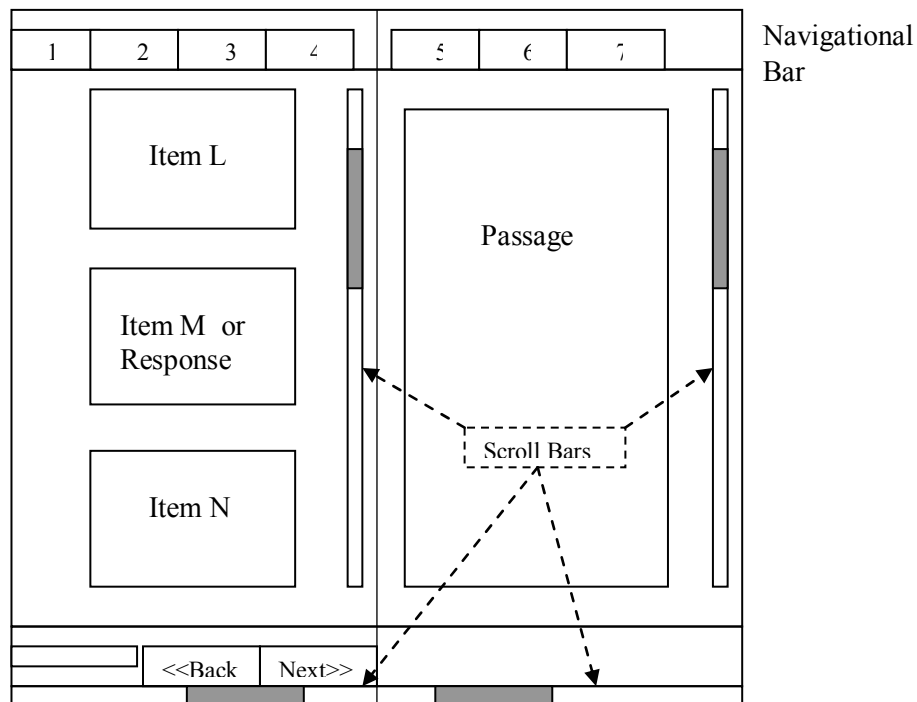 1 2 3 4 5 6 7
Navigational
Bar
Item L
Passage
Item M or
Response
Scroll Bars
Item N
<<Back Next>>